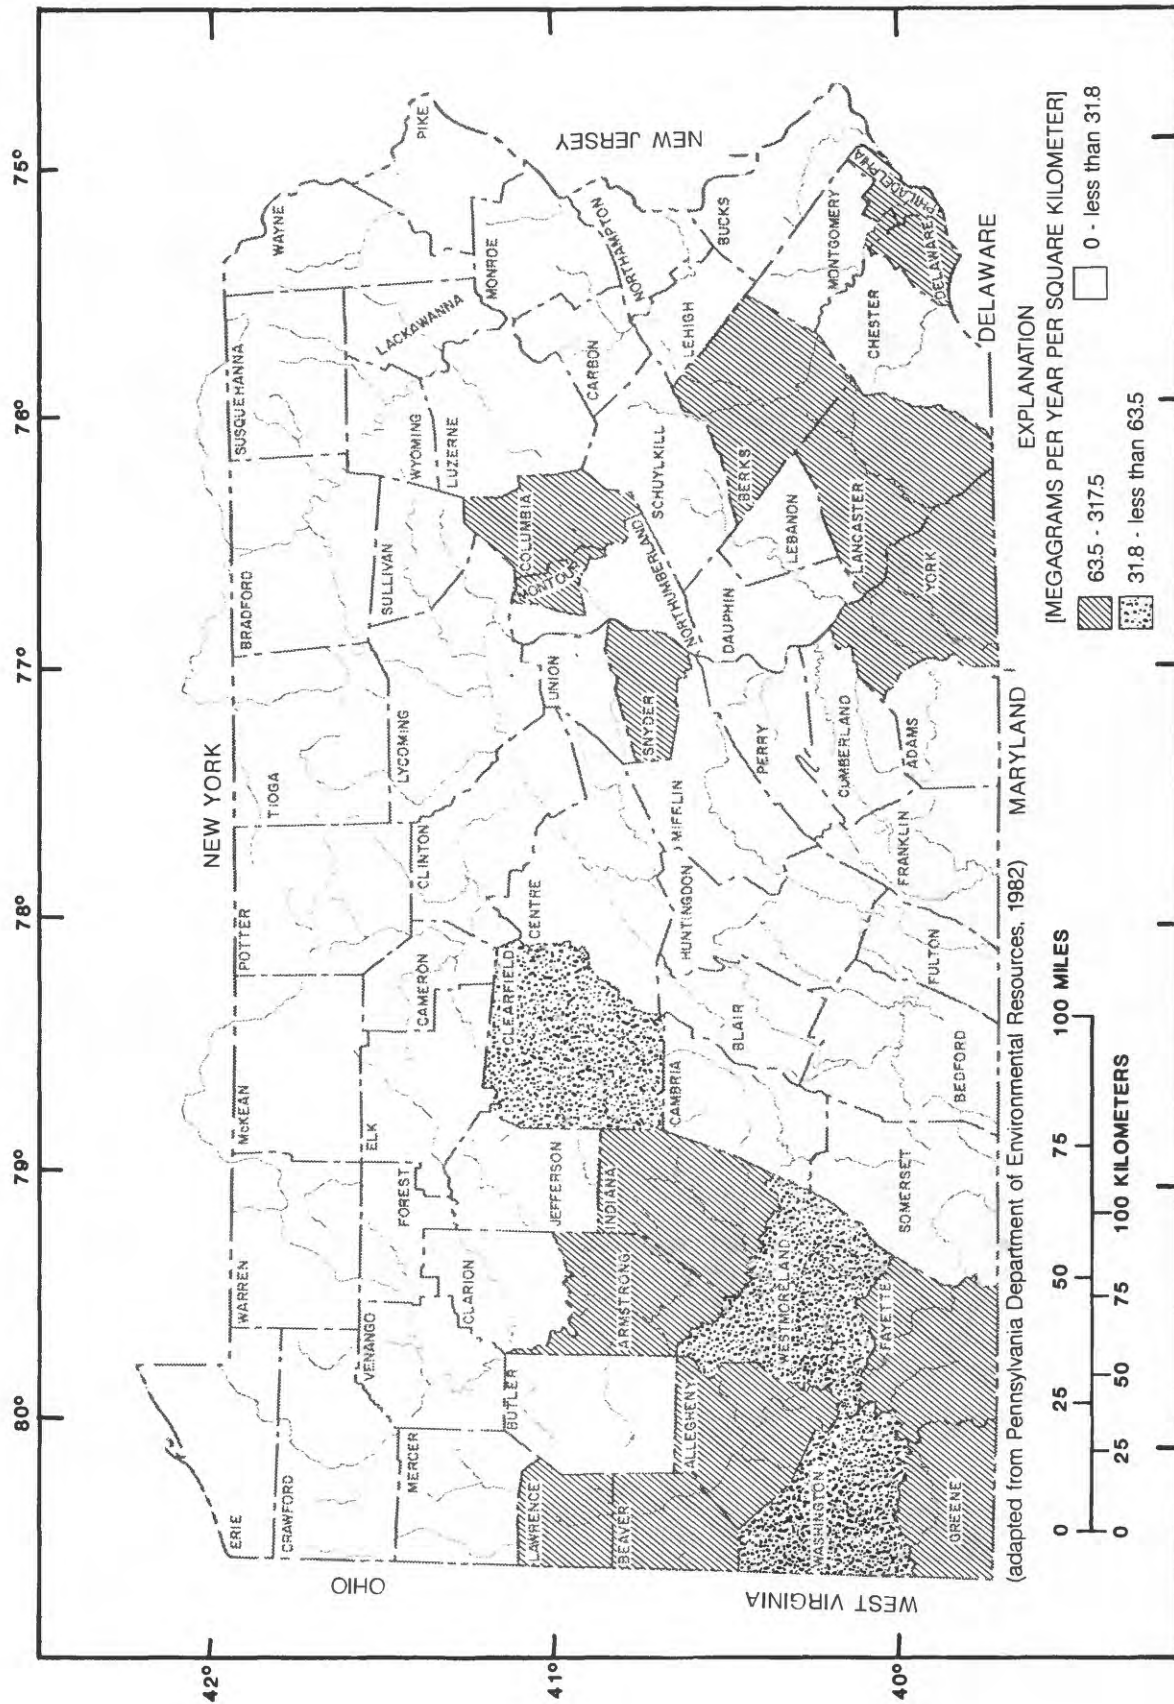 75°
76°
77°
78°
79°
80°
42°
41°
40°
NEW YORK
NEW JERSEY
OHIO
WEST VIRGINIA
MARYLAND
DELAWARE
ERIE
CRAWFORD
WARREN
McKEAN
POTTER
TIOGA
BRADFORD
SUSQUEHANNA
WAYNE
PIKE
MERCER
VENANGO
FOREST
ELK
CAMERON
CLINTON
LYCOMING
SULLIVAN
WYOMING
LACKAWANNA
LUZERNE
MONROE
LAWRENCE
BUTLER
CLARION
JEFFERSON
CLEARFIELD
CENTRE
UNION
MONTOUR
COLUMBIA
CARBON
NORTHAMPTON
BEAVER
ALLEGHENY
ARMSTRONG
INDIANA
CAMBRIA
BLAIR
HUNTINGDON
MIFFLIN
SNYDER
NORTHUMBERLAND
SCHUYLKILL
LEHIGH
BUCKS
WASHINGTON
WESTMORELAND
PERRY
DAUPHIN
LEBANON
BERKS
MONTGOMERY
PHILADELPHIA
GREENE
FAYETTE
SOMERSET
BEDFORD
FULTON
FRANKLIN
CUMBERLAND
ADAMS
YORK
LANCASTER
CHESTER
DELAWARE
(adapted from Pennsylvania Department of Environmental Resources, 1982)
0 25 50 75 100 MILES
0 25 50 75 100 KILOMETERS
EXPLANATION
[MEGAGRAMS PER YEAR PER SQUARE KILOMETER]
63.5 - 317.5
0 - less than 31.8
31.8 - less than 63.5